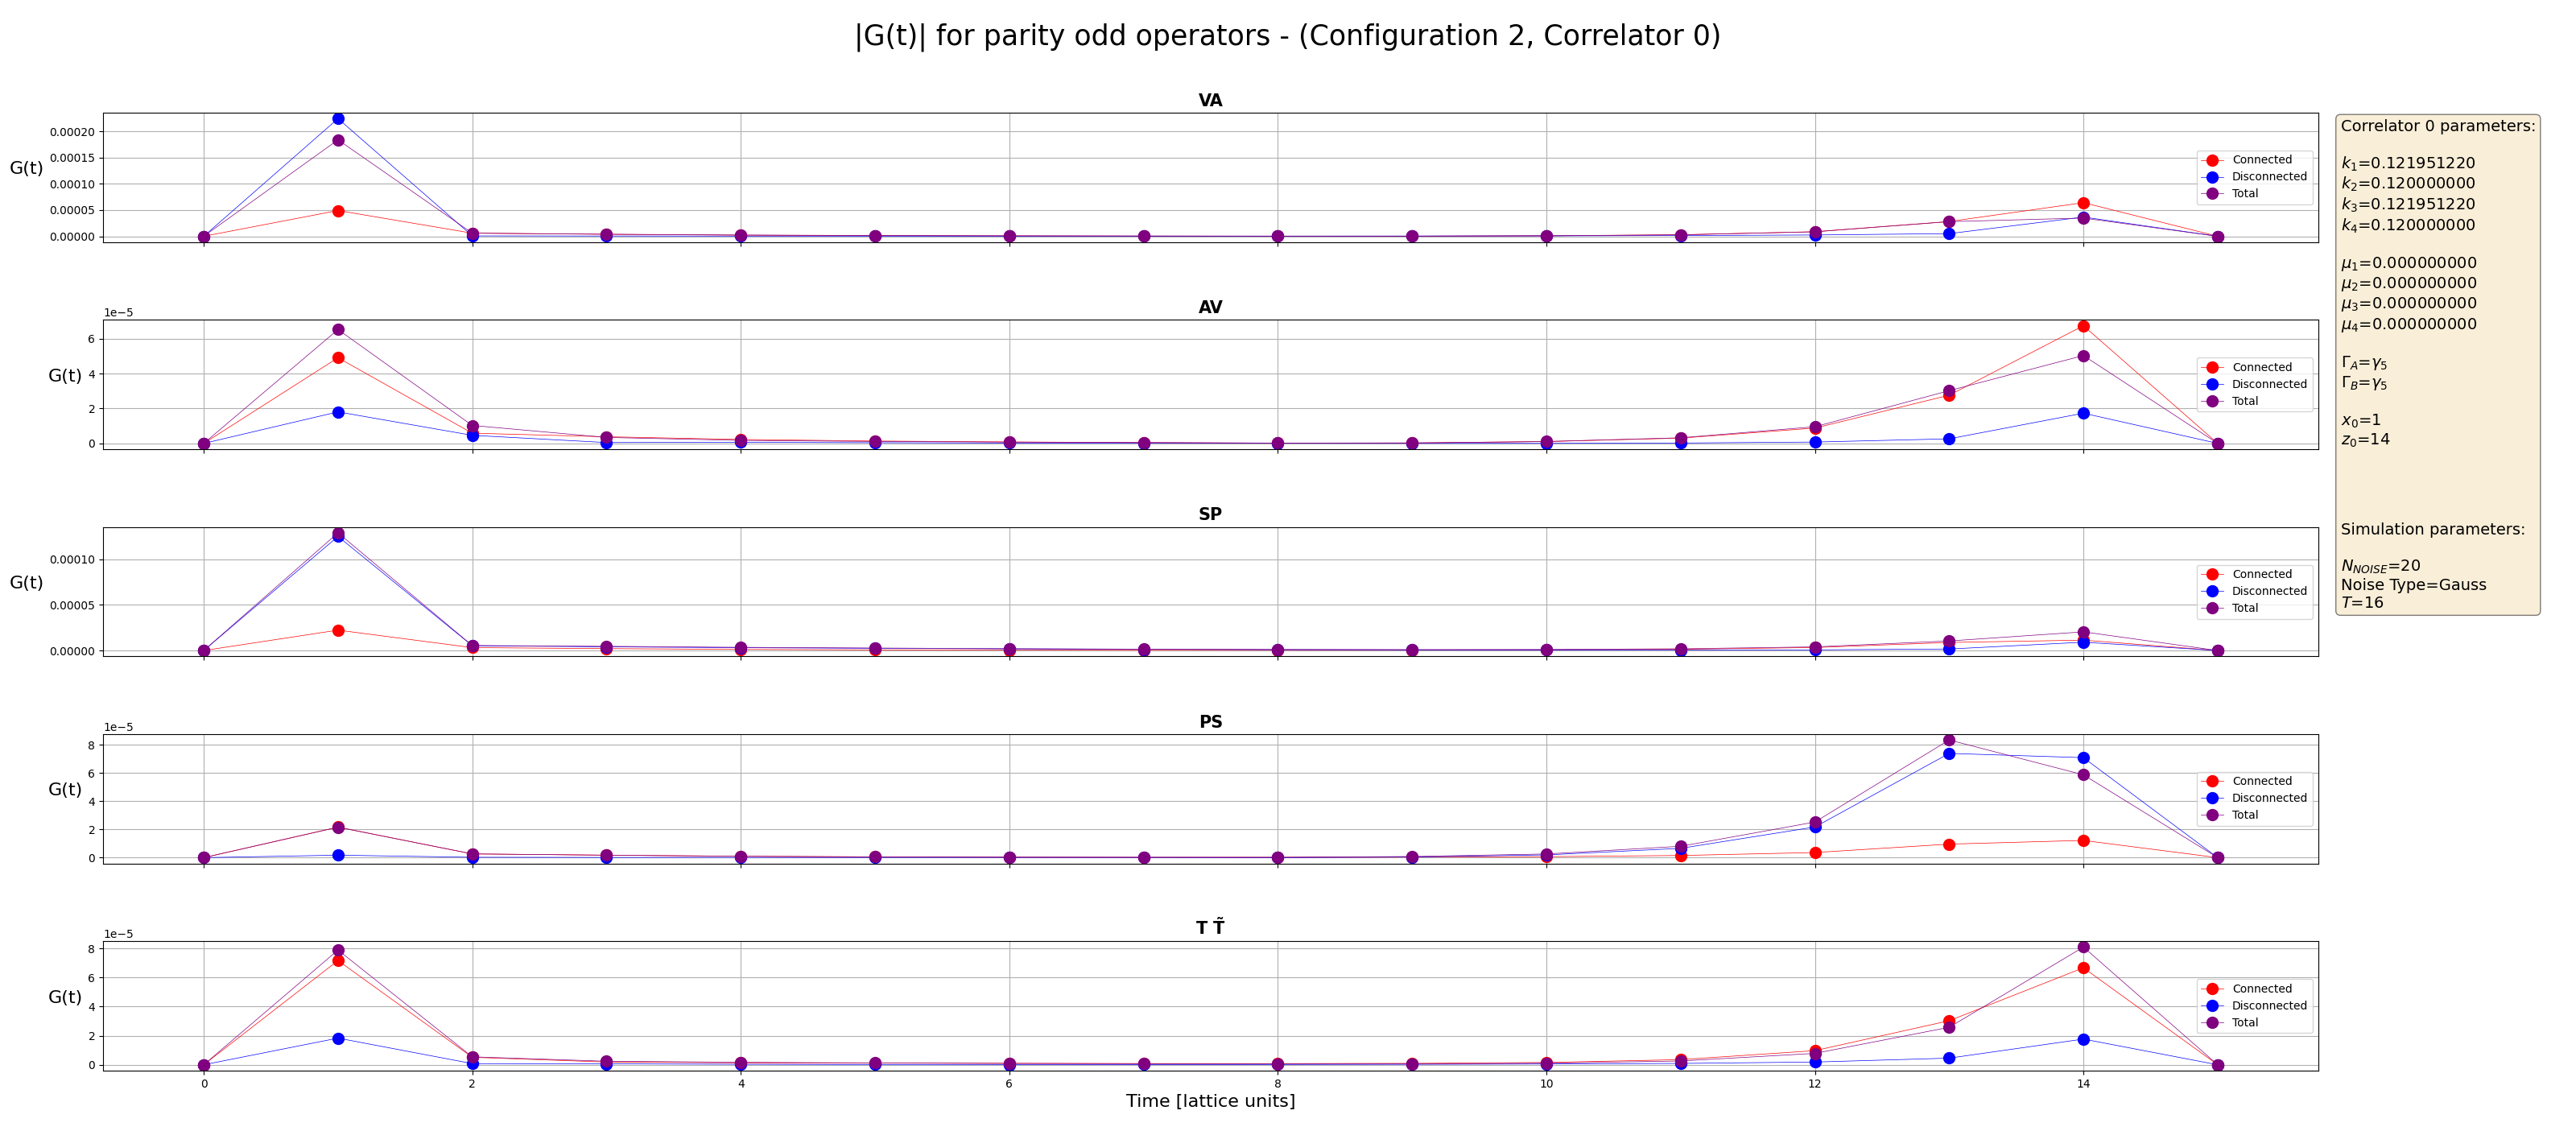 |G(t)| for parity odd operators - (Configuration 2, Correlator 0)
VA
G(t)
0.00020
0.00015
0.00010
0.00005
0.00000
Connected
Disconnected
Total
AV
1e−5
G(t)
6
4
2
0
Connected
Disconnected
Total
SP
G(t)
0.00010
0.00005
0.00000
Connected
Disconnected
Total
PS
1e−5
G(t)
8
6
4
2
0
Connected
Disconnected
Total
T T̃
1e−5
G(t)
8
6
4
2
0
Connected
Disconnected
Total
0 2 4 6 8 10 12 14
Time [lattice units]
Correlator 0 parameters:
k₁=0.121951220
k₂=0.120000000
k₃=0.121951220
k₄=0.120000000
μ₁=0.000000000
μ₂=0.000000000
μ₃=0.000000000
μ₄=0.000000000
Γ_A=γ₅
Γ_B=γ₅
x₀=1
z₀=14
Simulation parameters:
N_NOISE=20
Noise Type=Gauss
T=16